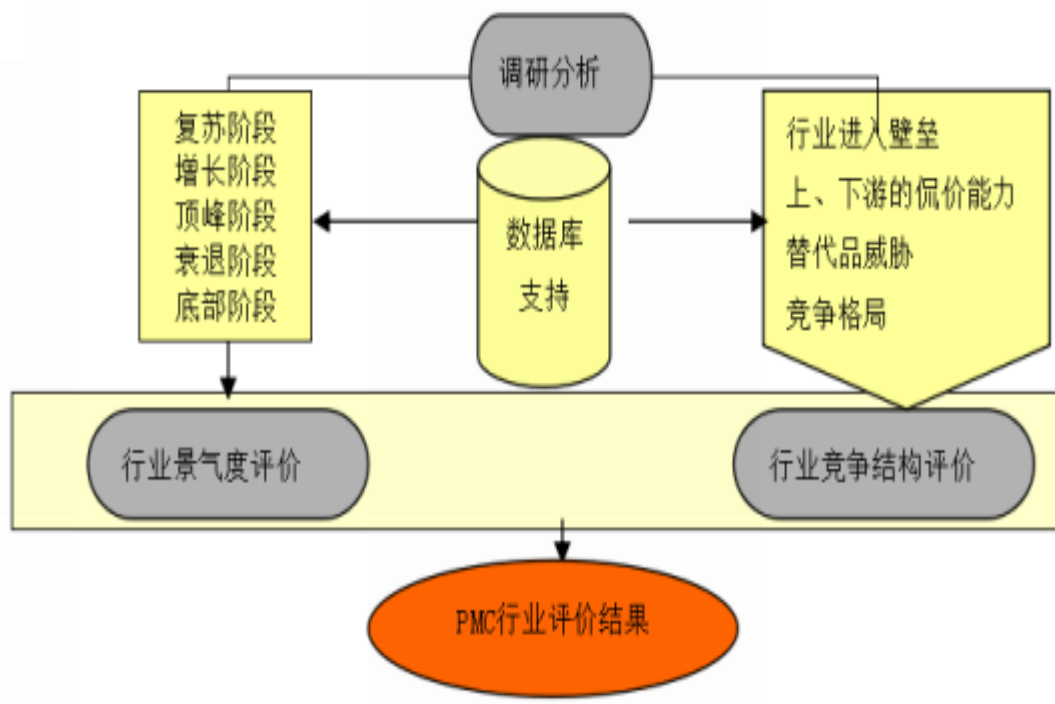 调研分析
复苏阶段
增长阶段
顶峰阶段
衰退阶段
底部阶段
数据库
支持
行业进入壁垒
上、下游的侃价能力
替代品威胁
竞争格局
行业景气度评价
行业竞争结构评价
PMC行业评价结果